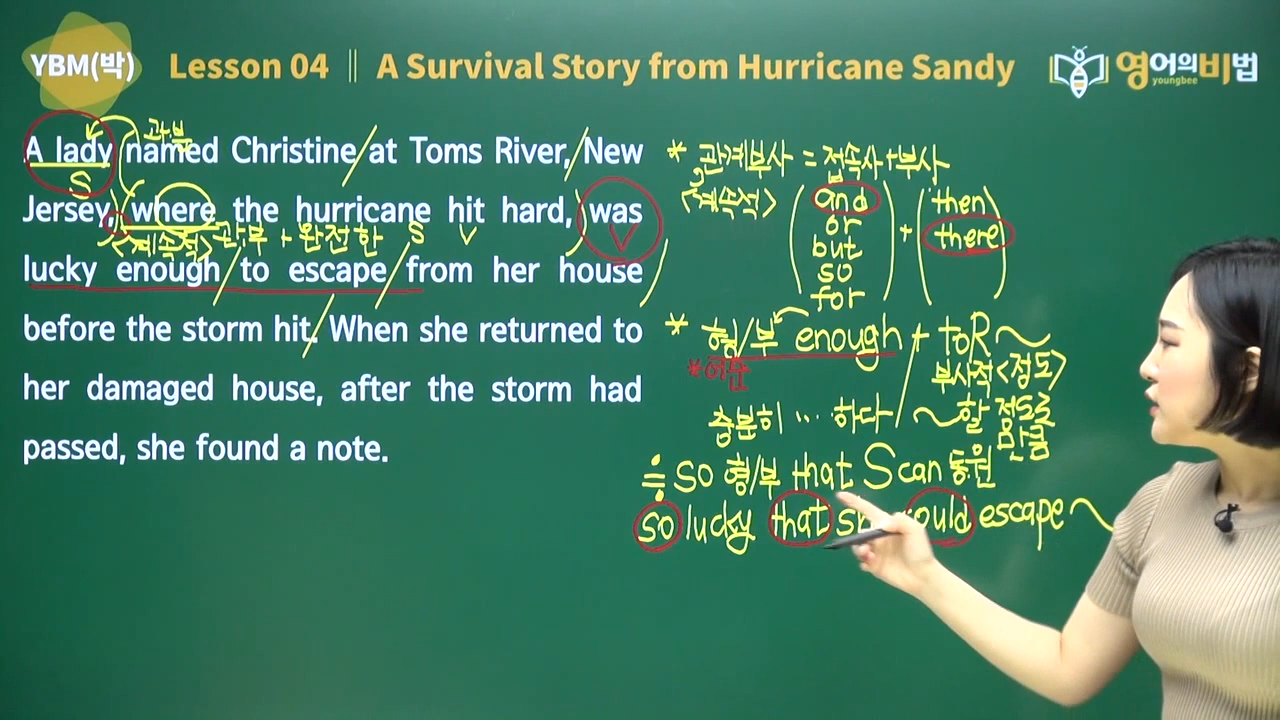 YBM(박)
Lesson 04 || A Survival Story from Hurricane Sandy
영어의비법
youngbee
관·부
A lady named Christine at Toms River, New
S
Jersey, where the hurricane hit hard, was
<계속적> 관·부 + 완전한 S V V
lucky enough to escape from her house
before the storm hit. When she returned to
her damaged house, after the storm had
passed, she found a note.
* 관계부사 = 접속사+부사
<계속적> ( and or but so for ) + ( then there )
* 형/부 enough + toR
*어순
부사적 <정도>
충분히 … 하다 / ~할 정도로
만큼
≒ so 형/부 that S can 동원
so lucky that escape